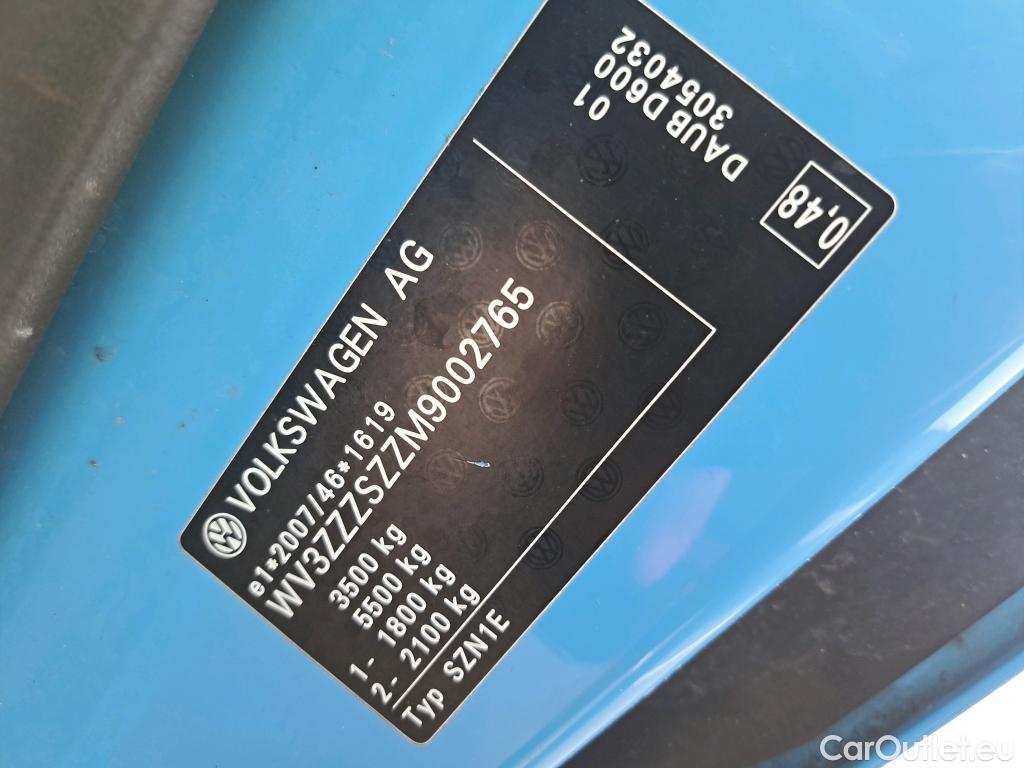 VOLKSWAGEN AG
e1*2007/46*1619
WV3ZZZSZZM9002765
3500 kg
5500 kg
1- 1800 kg
2- 2100 kg
Typ SZN1E
01
DAUB D600
3054032
0,48
CarOutlet.eu